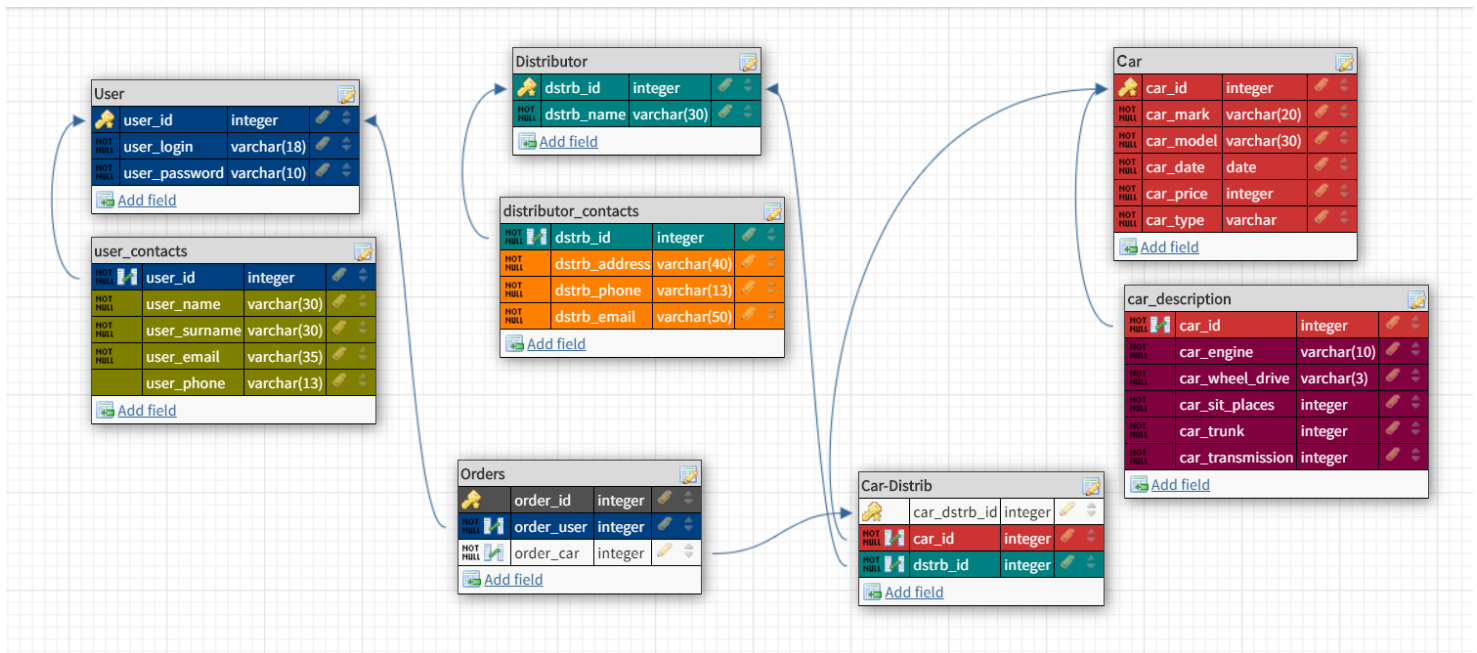 User
user_id integer
NOT NULL user_login varchar(18)
NOT NULL user_password varchar(10)
Add field
user_contacts
NOT NULL user_id integer
NOT NULL user_name varchar(30)
NOT NULL user_surname varchar(30)
NOT NULL user_email varchar(35)
user_phone varchar(13)
Add field
Distributor
dstrb_id integer
NOT NULL dstrb_name varchar(30)
Add field
distributor_contacts
NOT NULL dstrb_id integer
NOT NULL dstrb_address varchar(40)
NOT NULL dstrb_phone varchar(13)
NOT NULL dstrb_email varchar(50)
Add field
Orders
order_id integer
NOT NULL order_user integer
NOT NULL order_car integer
Add field
Car-Distrib
car_dstrb_id integer
NOT NULL car_id integer
NOT NULL dstrb_id integer
Add field
Car
car_id integer
NOT NULL car_mark varchar(20)
NOT NULL car_model varchar(30)
NOT NULL car_date date
NOT NULL car_price integer
NOT NULL car_type varchar
Add field
car_description
NOT NULL car_id integer
NOT NULL car_engine varchar(10)
NOT NULL car_wheel_drive varchar(3)
NOT NULL car_sit_places integer
NOT NULL car_trunk integer
NOT NULL car_transmission integer
Add field